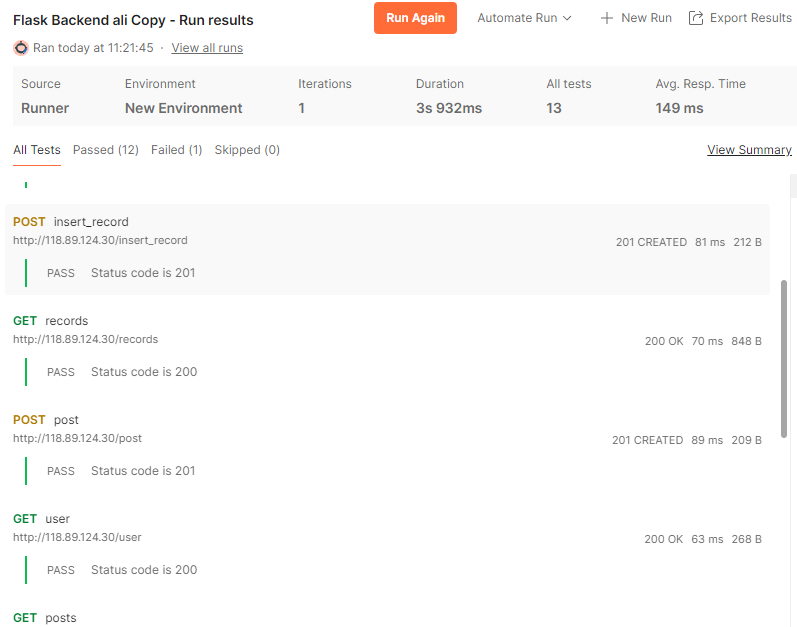 Flask Backend ali Copy - Run results
Run Again
Automate Run
New Run
Export Results
Ran today at 11:21:45 · View all runs
Source Environment Iterations Duration All tests Avg. Resp. Time
Runner New Environment 1 3s 932ms 13 149 ms
All Tests Passed (12) Failed (1) Skipped (0) View Summary
POST insert_record
http://118.89.124.30/insert_record 201 CREATED 81 ms 212 B
PASS Status code is 201
GET records
http://118.89.124.30/records 200 OK 70 ms 848 B
PASS Status code is 200
POST post
http://118.89.124.30/post 201 CREATED 89 ms 209 B
PASS Status code is 201
GET user
http://118.89.124.30/user 200 OK 63 ms 268 B
PASS Status code is 200
GET posts